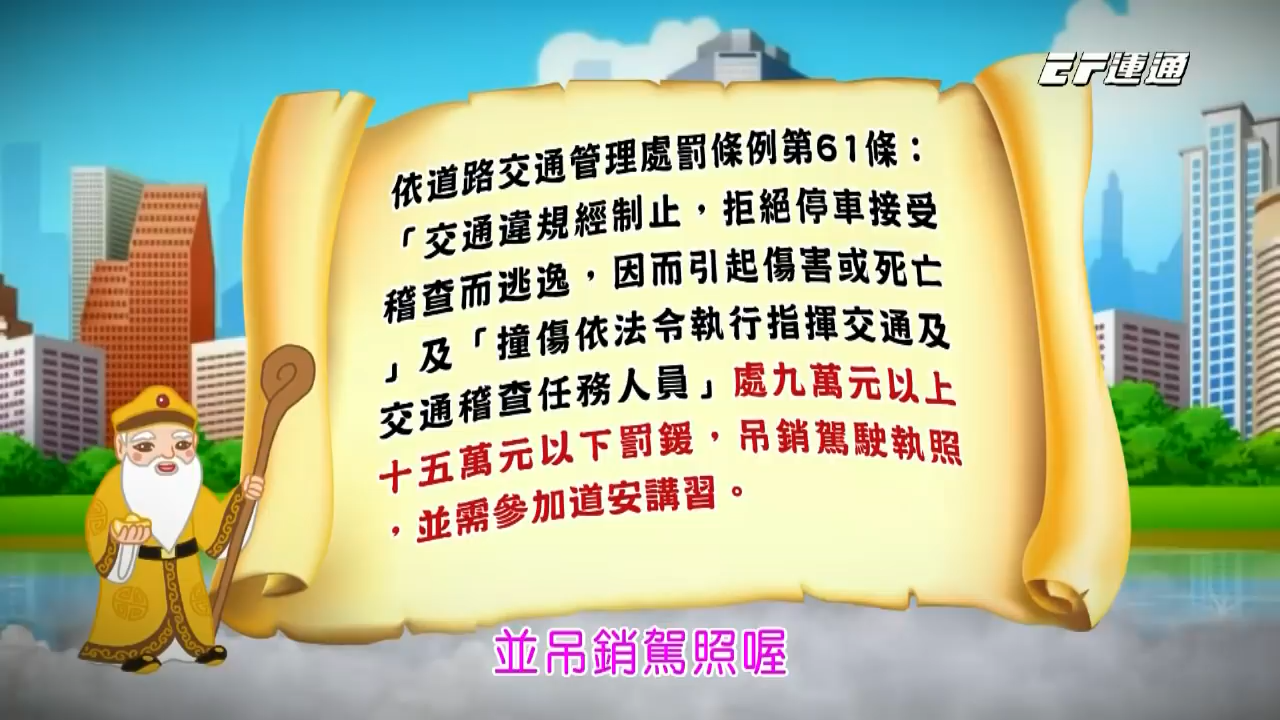 EF運通
依道路交通管理處罰條例第61條：
「交通違規經制止，拒絕停車接受
稽查而逃逸，因而引起傷害或死亡
」及「撞傷依法令執行指揮交通及
交通稽查任務人員」處九萬元以上
十五萬元以下罰鍰，吊銷駕駛執照
，並需參加道安講習。
並吊銷駕照喔